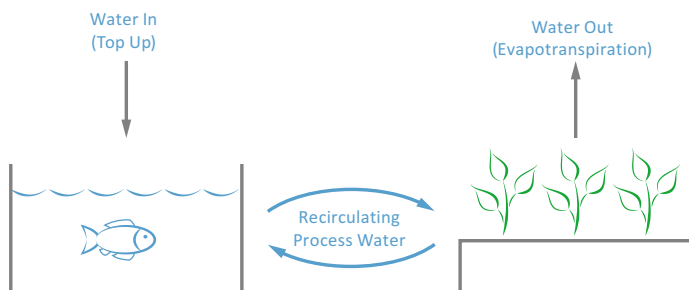 Water In
(Top Up)
Water Out
(Evapotranspiration)
Recirculating
Process Water